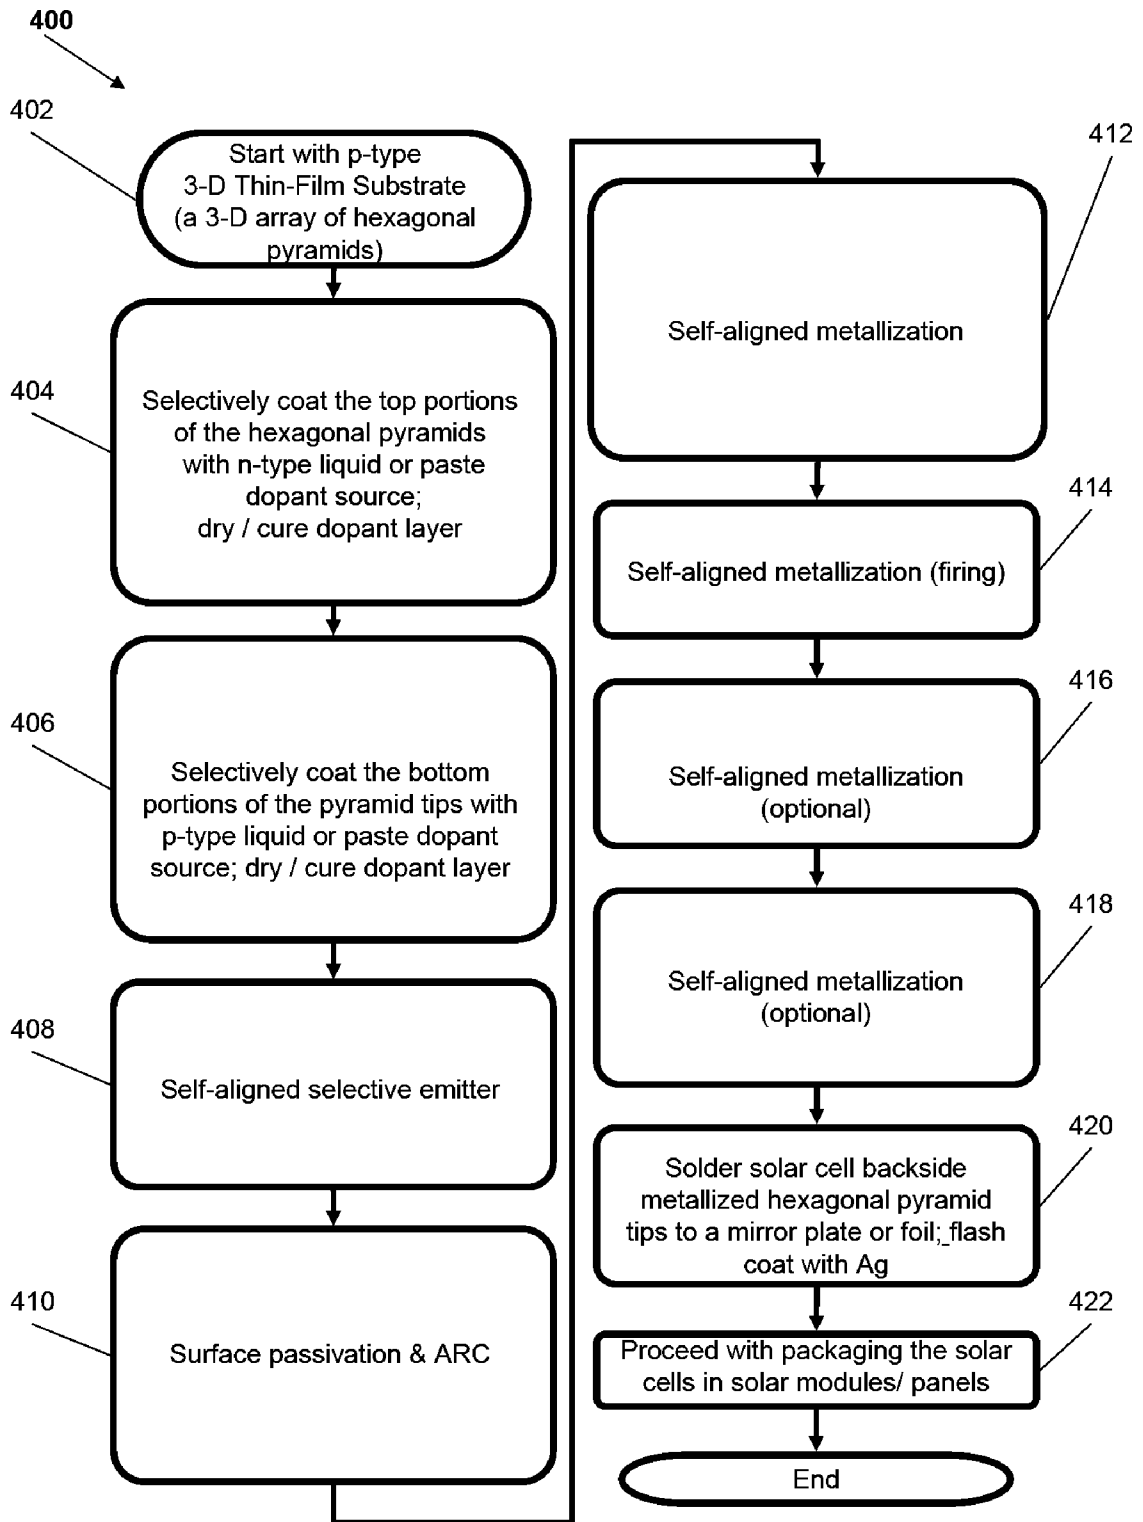 400
402
Start with p-type
3-D Thin-Film Substrate
(a 3-D array of hexagonal
pyramids)
404
Selectively coat the top portions
of the hexagonal pyramids
with n-type liquid or paste
dopant source;
dry / cure dopant layer
406
Selectively coat the bottom
portions of the pyramid tips with
p-type liquid or paste dopant
source; dry / cure dopant layer
408
Self-aligned selective emitter
410
Surface passivation & ARC
412
Self-aligned metallization
414
Self-aligned metallization (firing)
416
Self-aligned metallization
(optional)
418
Self-aligned metallization
(optional)
420
Solder solar cell backside
metallized hexagonal pyramid
tips to a mirror plate or foil; flash
coat with Ag
422
Proceed with packaging the solar
cells in solar modules/ panels
End